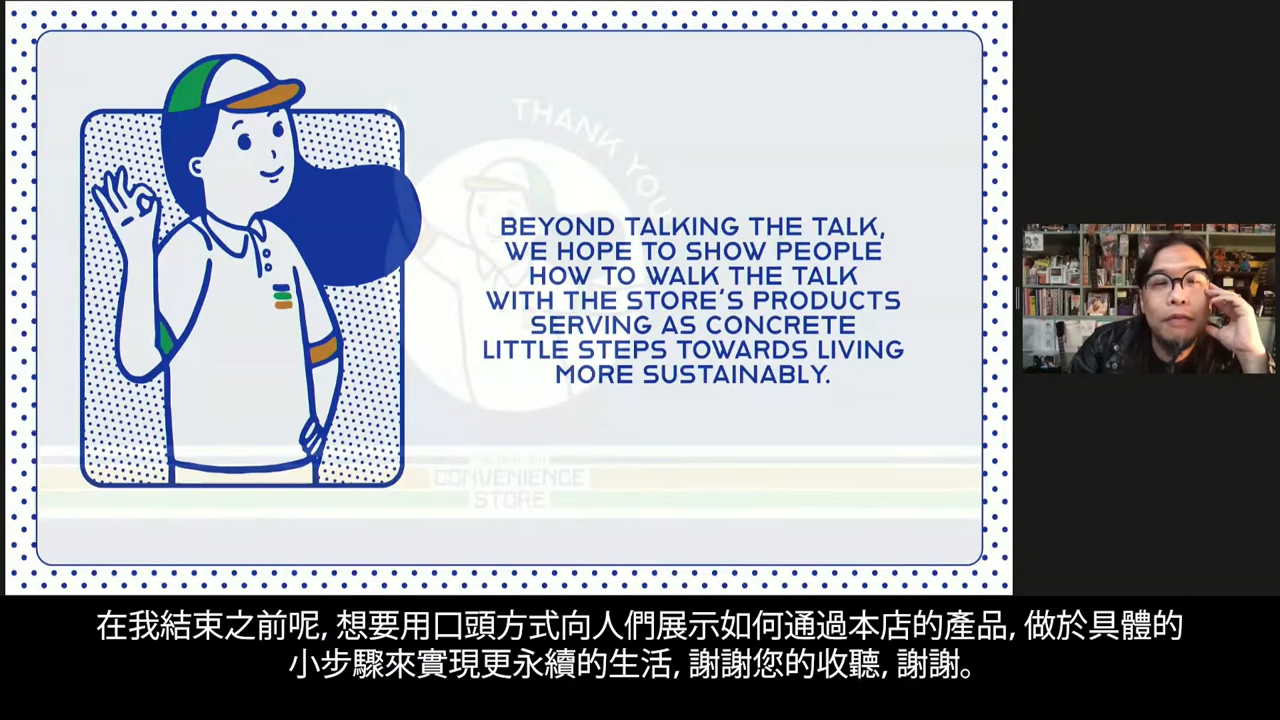 THANK YOU
BEYOND TALKING THE TALK,
WE HOPE TO SHOW PEOPLE
HOW TO WALK THE TALK
WITH THE STORE'S PRODUCTS
SERVING AS CONCRETE
LITTLE STEPS TOWARDS LIVING
MORE SUSTAINABLY.
CONVENIENCE
STORE
在我結束之前呢, 想要用口頭方式向人們展示如何通過本店的產品, 做於具體的
小步驟來實現更永續的生活, 謝謝您的收聽, 謝謝。